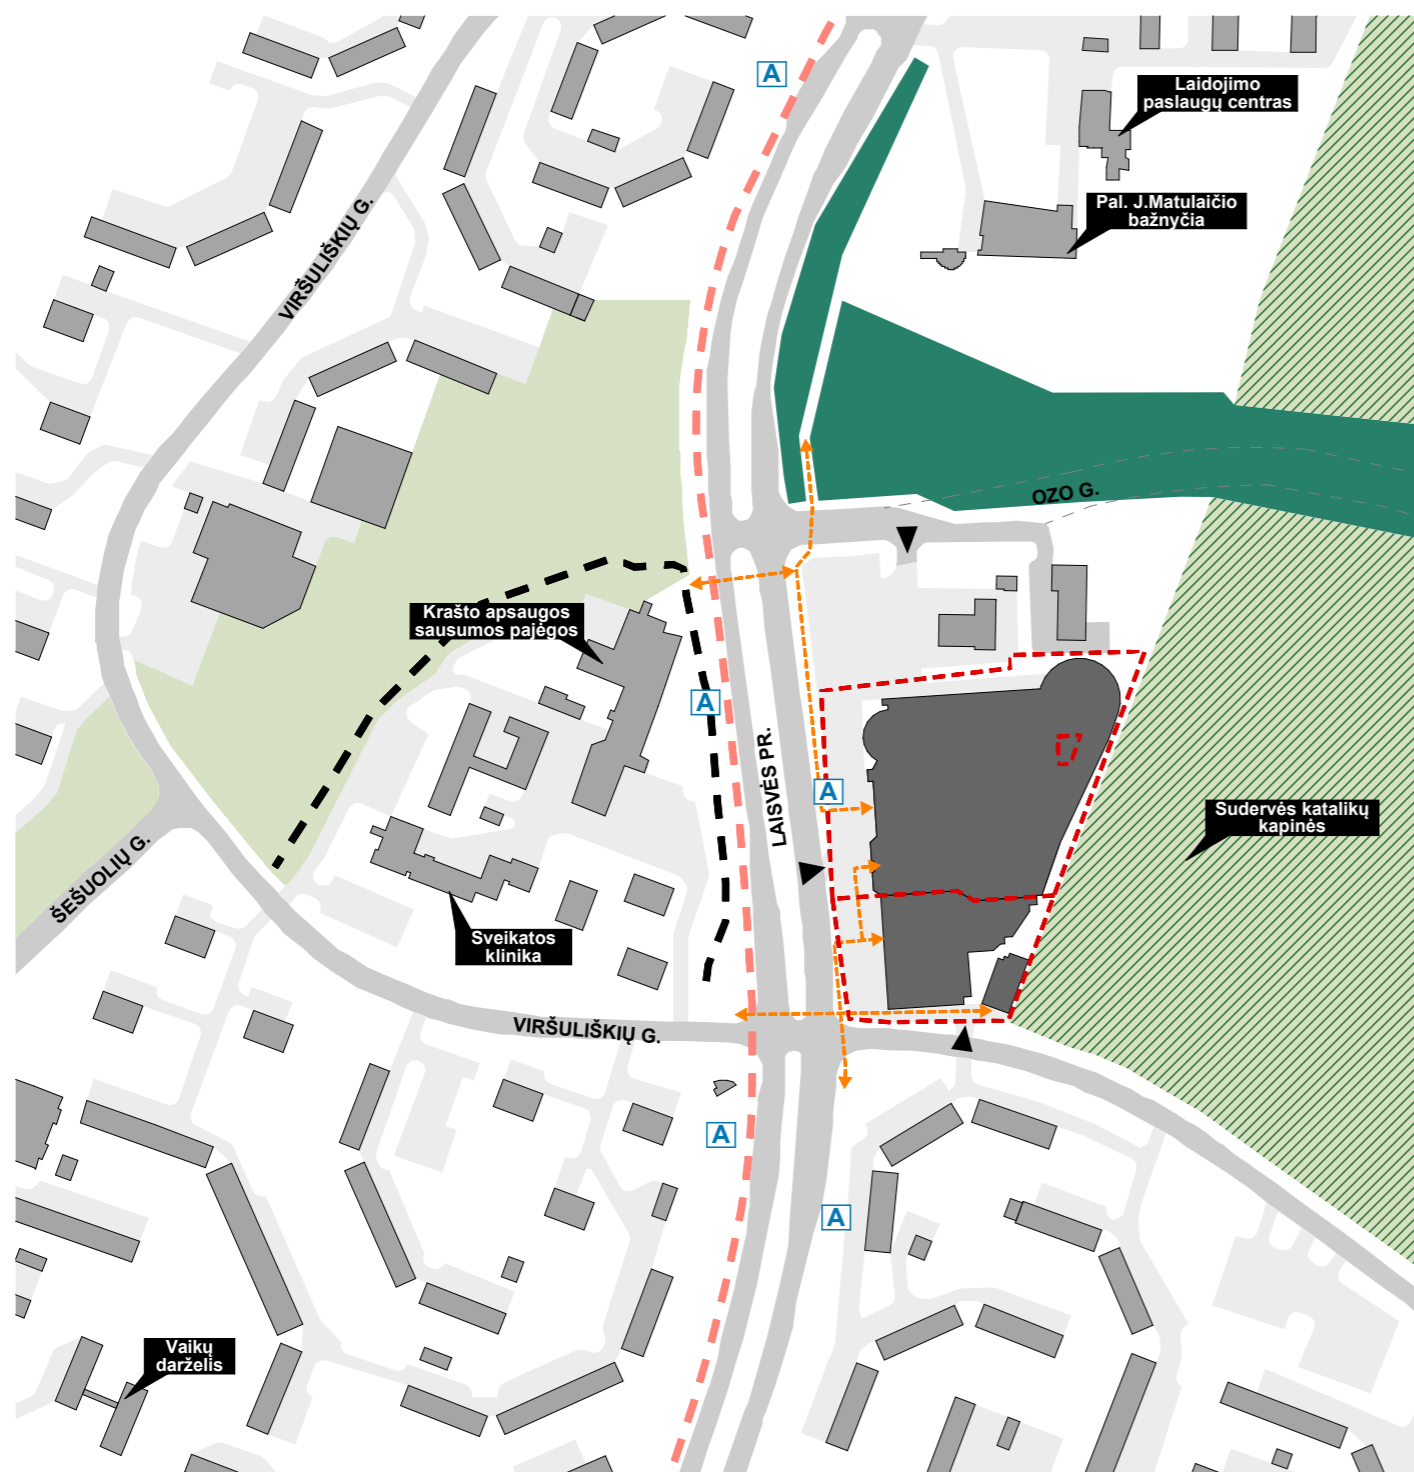 A
Laidojimo
paslaugų centras
Pal. J.Matulaičio
bažnyčia
VIRŠULIŠKIŲ G.
OZO G.
Krašto apsaugos
sausumos pajėgos
A
LAISVĖS PR.
A
Sudervės katalikų
kapinės
ŠEŠUOLIŲ G.
Sveikatos
klinika
VIRŠULIŠKIŲ G.
A
A
Vaikų
darželis